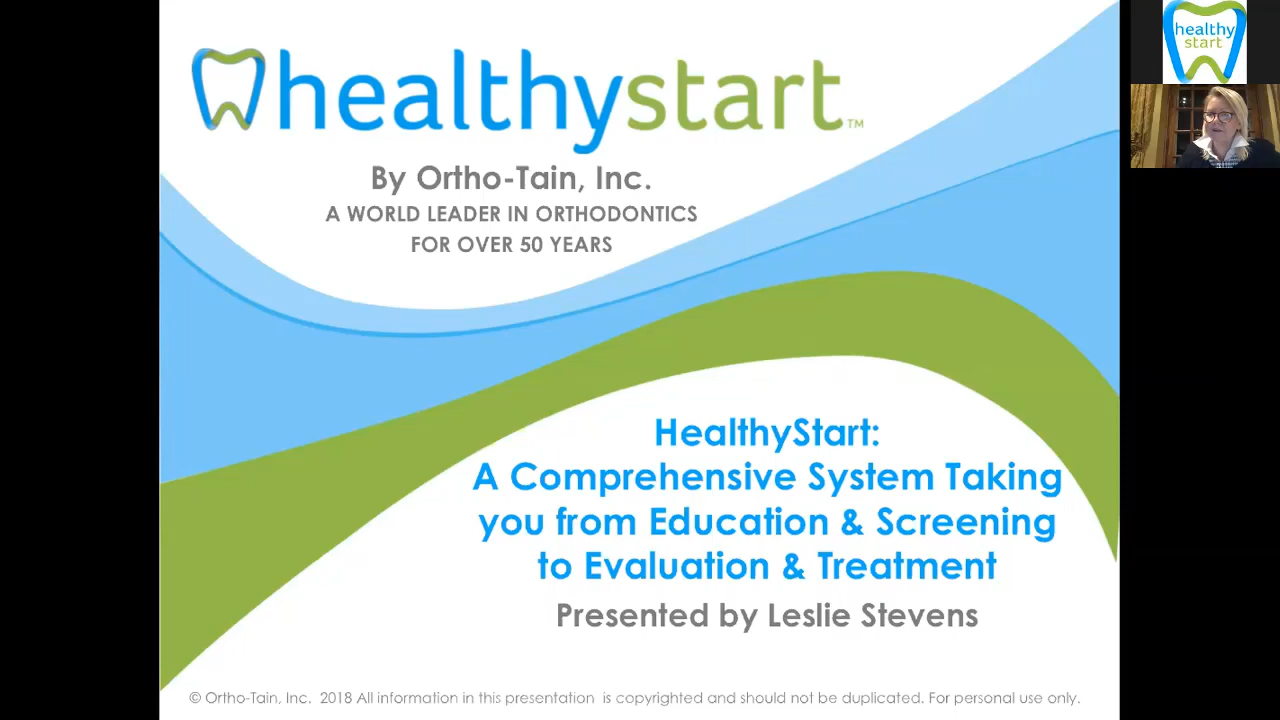 healthystart™
By Ortho-Tain, Inc.
A WORLD LEADER IN ORTHODONTICS
FOR OVER 50 YEARS
HealthyStart:
A Comprehensive System Taking
you from Education & Screening
to Evaluation & Treatment
Presented by Leslie Stevens
© Ortho-Tain, Inc. 2018 All information in this presentation is copyrighted and should not be duplicated. For personal use only.
healthy
start